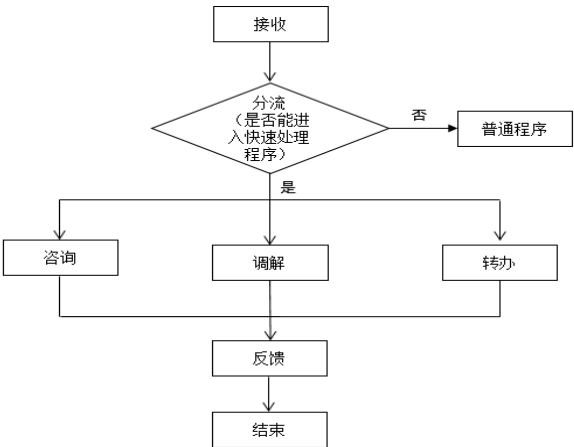 接收
分流
（是否能进
入快速处理
程序）
否
普通程序
是
咨询
调解
转办
反馈
结束